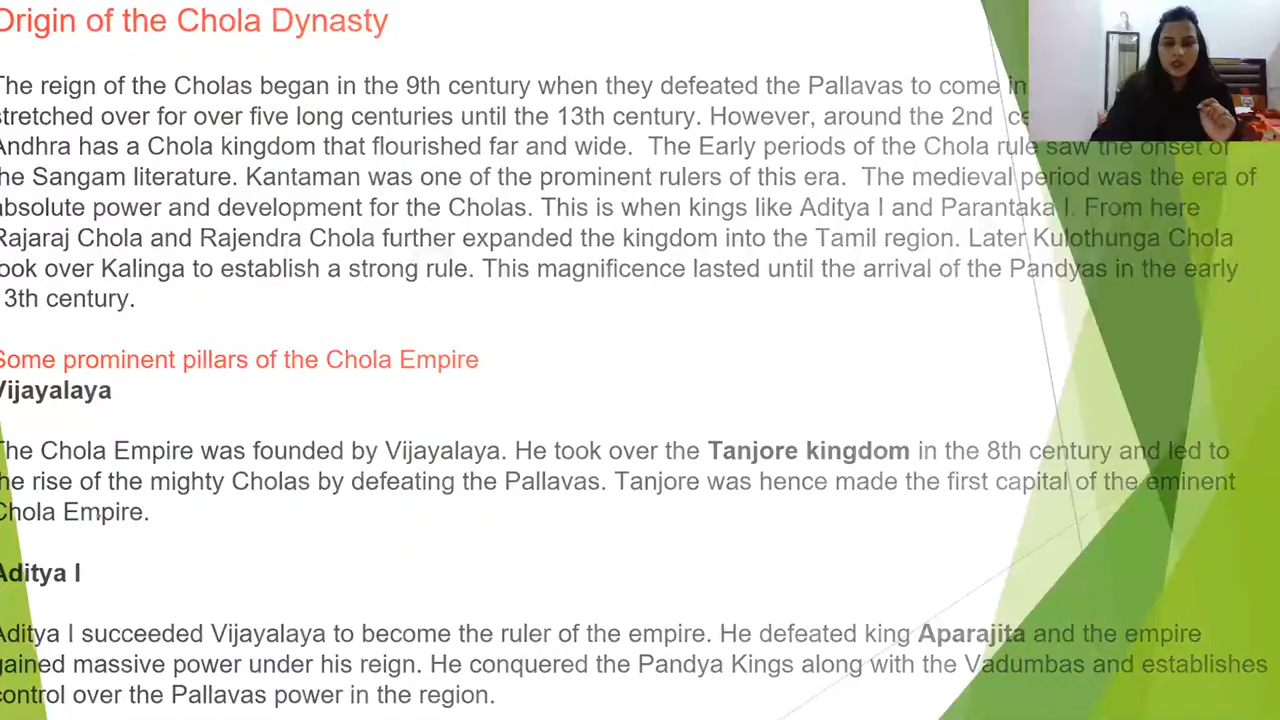 Origin of the Chola Dynasty
The reign of the Cholas began in the 9th century when they defeated the Pallavas to come in
stretched over for over five long centuries until the 13th century. However, around the 2nd ce
Andhra has a Chola kingdom that flourished far and wide. The Early periods of the Chola rule saw the onset of
the Sangam literature. Kantaman was one of the prominent rulers of this era. The medieval period was the era of
absolute power and development for the Cholas. This is when kings like Aditya I and Parantaka I. From here
Rajaraj Chola and Rajendra Chola further expanded the kingdom into the Tamil region. Later Kulothunga Chola
took over Kalinga to establish a strong rule. This magnificence lasted until the arrival of the Pandyas in the early
13th century.
Some prominent pillars of the Chola Empire
Vijayalaya
The Chola Empire was founded by Vijayalaya. He took over the Tanjore kingdom in the 8th century and led to
the rise of the mighty Cholas by defeating the Pallavas. Tanjore was hence made the first capital of the eminent
Chola Empire.
Aditya I
Aditya I succeeded Vijayalaya to become the ruler of the empire. He defeated king Aparajita and the empire
gained massive power under his reign. He conquered the Pandya Kings along with the Vadumbas and establishes
control over the Pallavas power in the region.